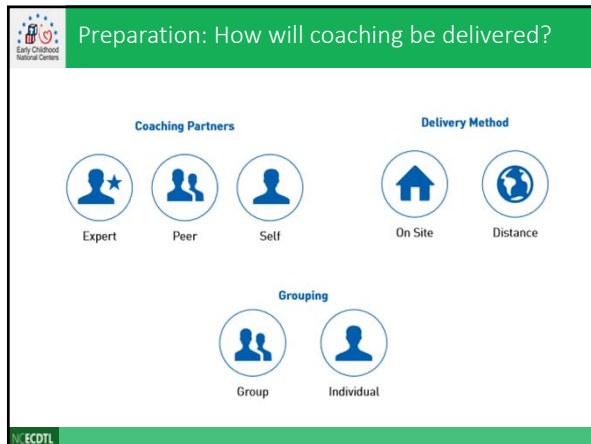 Early Childhood
National Centers
Preparation: How will coaching be delivered?
Coaching Partners
Expert
Peer
Self
Delivery Method
On Site
Distance
Grouping
Group
Individual
NCECDTL